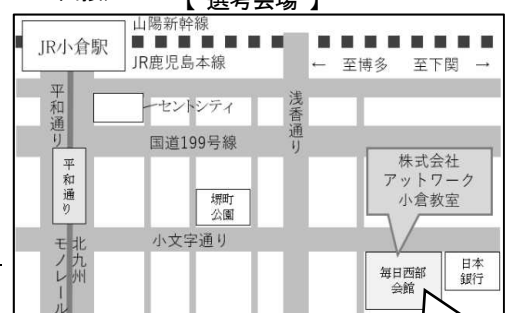 【 選考会場 】
山陽新幹線
JR小倉駅
JR鹿児島本線
← 至博多 至下関 →
平和通り
セントシティ
浅香通り
国道199号線
平和通り
株式会社
アットワーク
小倉教室
堺町
公園
小文字通り
北九州
モノレール
毎日西部
会館
日本
銀行